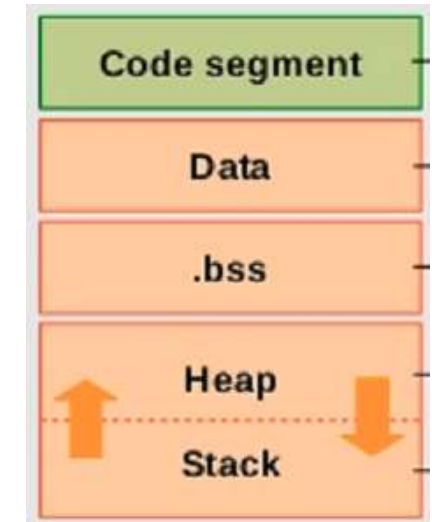 Code segment
Data
.bss
Heap
Stack